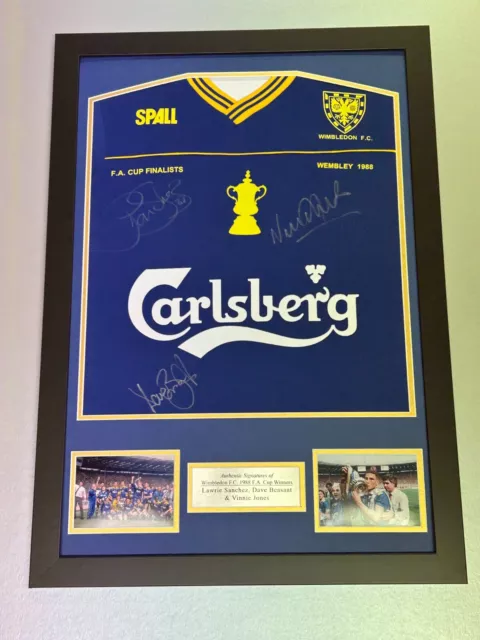 SPALL
WIMBLEDON F.C.
F.A. CUP FINALISTS
WEMBLEY 1988
Carlsberg
Authentic Signatures of
Wimbledon F.C. 1988 F.A. Cup Winners
Lawrie Sanchez, Dave Beasant
& Vinnie Jones